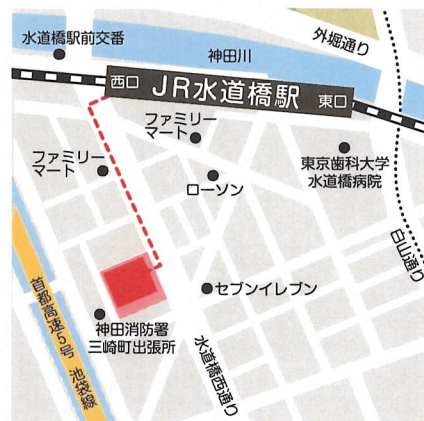 水道橋駅前交番
神田川
外堀通り
西口
JR水道橋駅
東口
ファミリー
マート
ファミリー
マート
ローソン
東京歯科大学
水道橋病院
白山通り
首都高速5号 池袋線
セブンイレブン
神田消防署
三崎町出張所
水道橋西通り